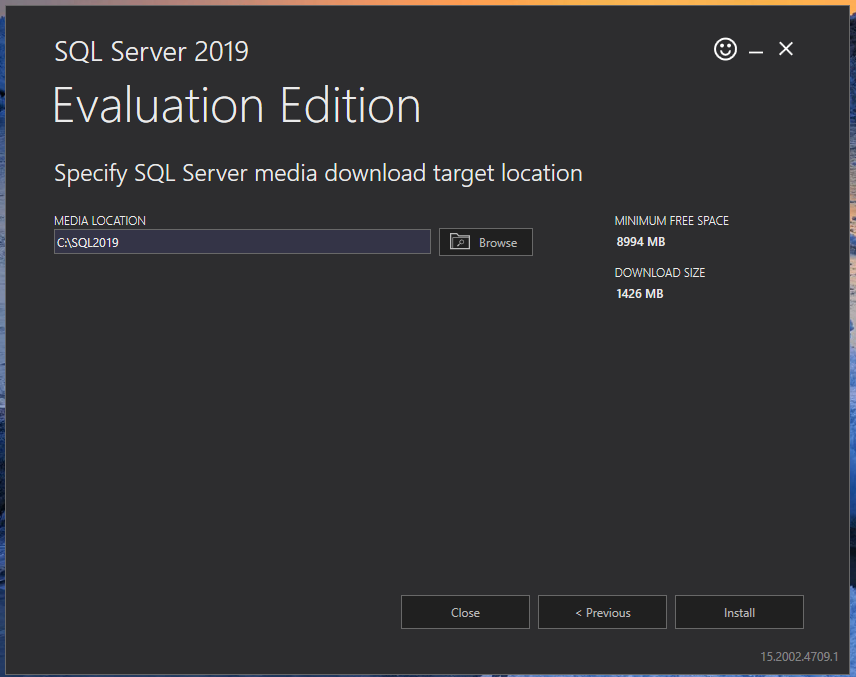 SQL Server 2019
Evaluation Edition
Specify SQL Server media download target location
MEDIA LOCATION
C:\SQL2019
Browse
MINIMUM FREE SPACE
8994 MB
DOWNLOAD SIZE
1426 MB
Close
< Previous
Install
15.2002.4709.1